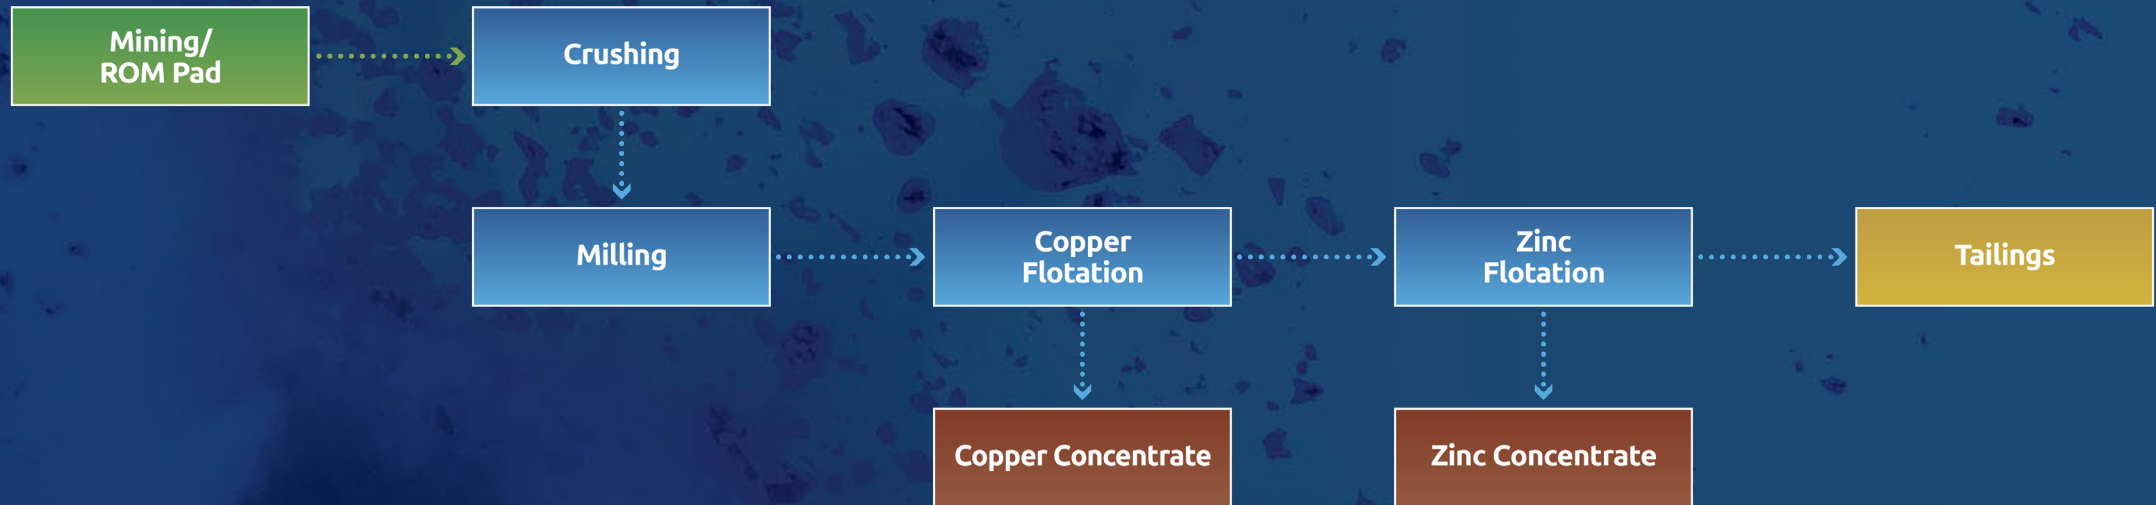 Mining/
ROM Pad
Crushing
Milling
Copper
Flotation
Zinc
Flotation
Tailings
Copper Concentrate
Zinc Concentrate